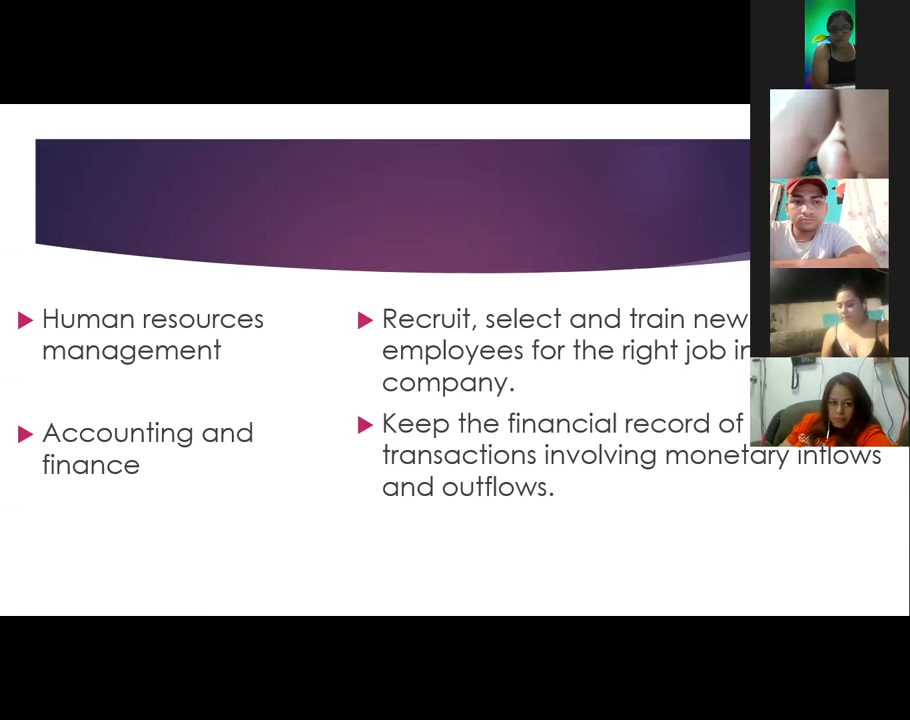 Human resources
management
Accounting and
finance
Recruit, select and train new
employees for the right job in
company.
Keep the financial record of
transactions involving monetary inflows
and outflows.